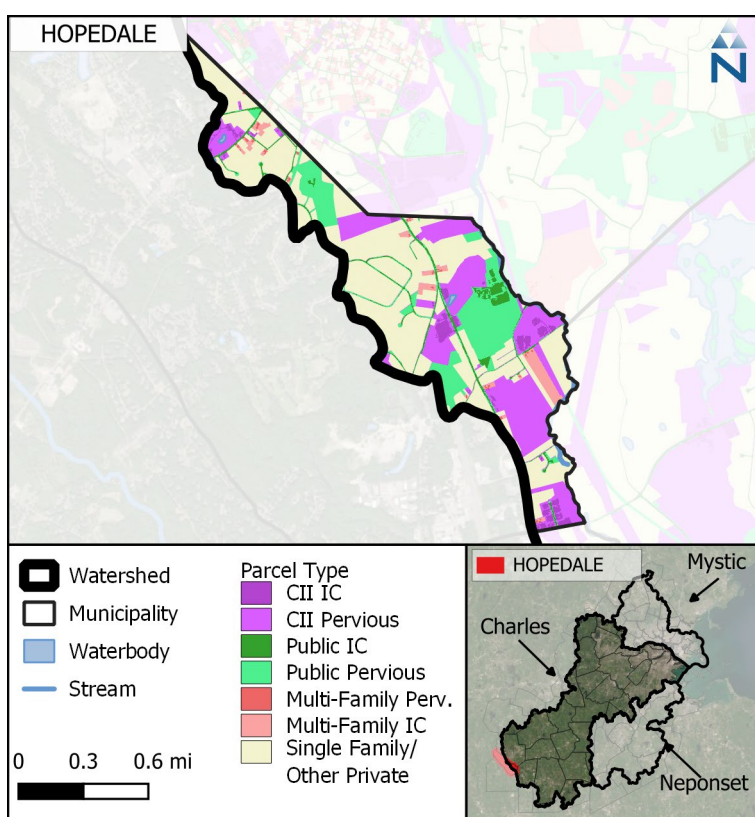 HOPEDALE
N
Watershed
Municipality
Waterbody
Stream
0 0.3 0.6 mi
Parcel Type
CII IC
CII Pervious
Public IC
Public Pervious
Multi-Family Perv.
Multi-Family IC
Single Family/
Other Private
HOPEDALE
Mystic
Charles
Neponset